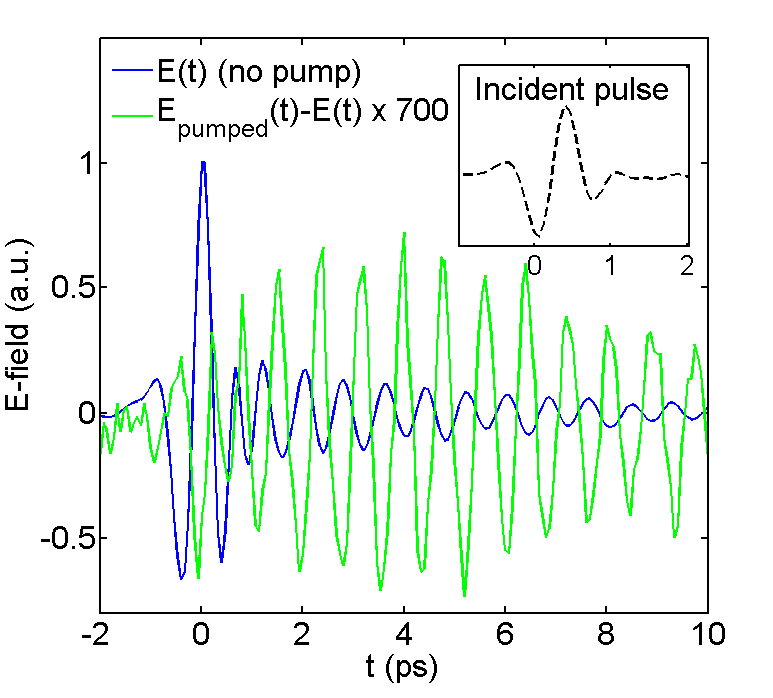 E(t) (no pump)
E_pumped(t)-E(t) x 700
Incident pulse
0 1 2
1
0.5
0
-0.5
E-field (a.u.)
-2 0 2 4 6 8 10
t (ps)